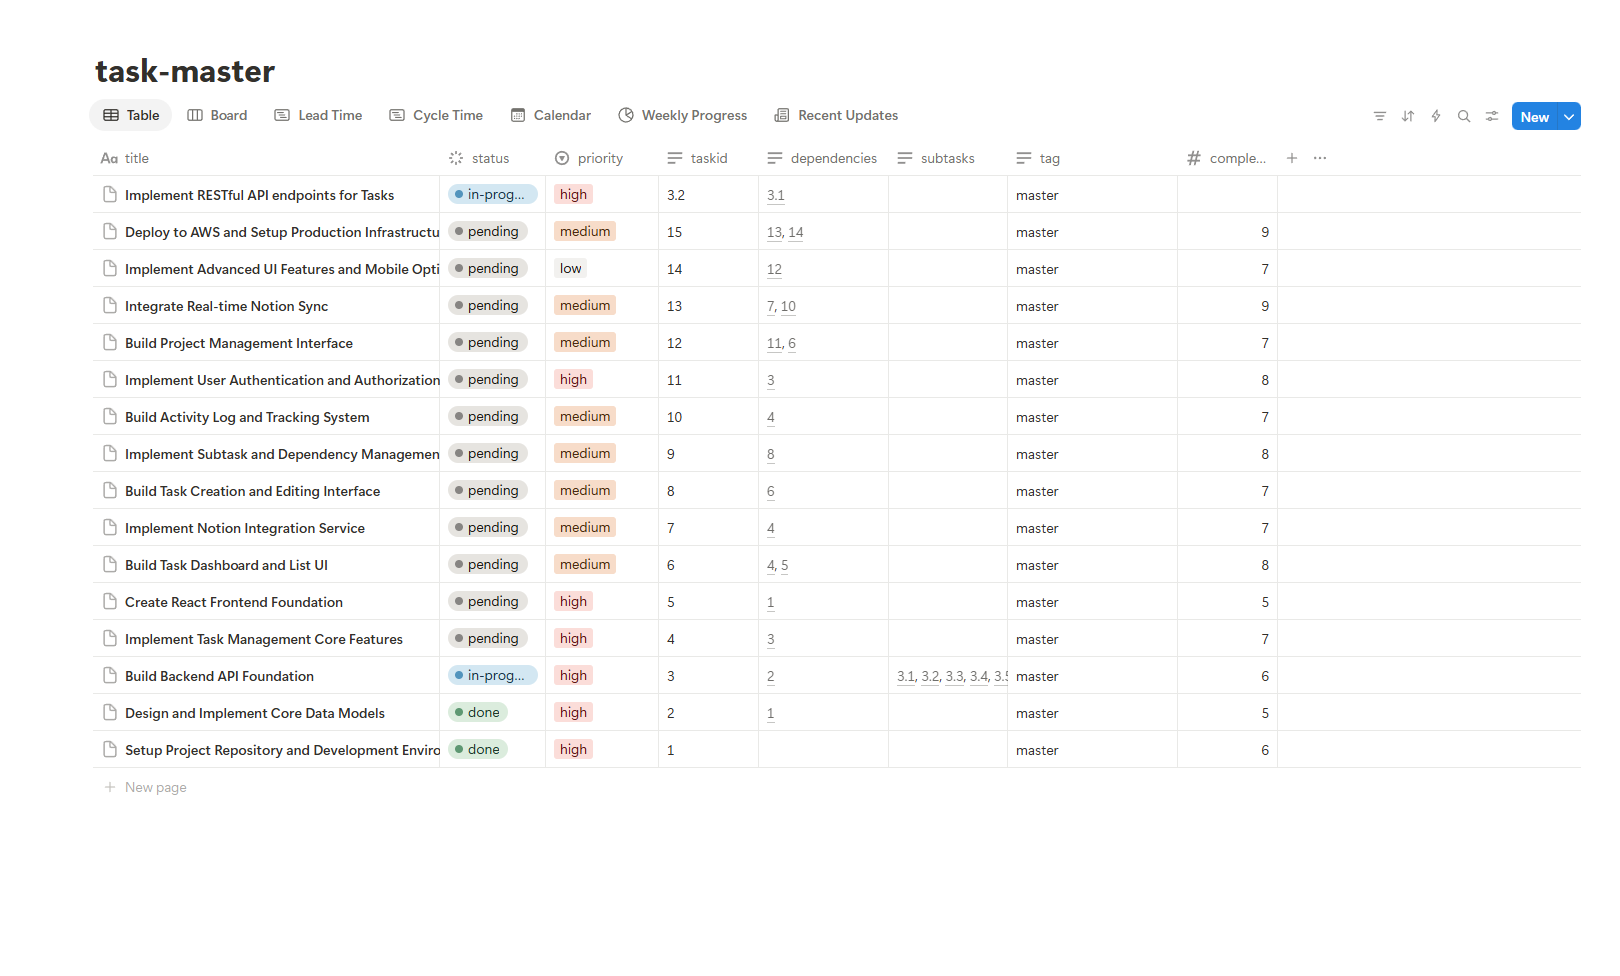 task-master
Table Board Lead Time Cycle Time Calendar Weekly Progress Recent Updates New
Aa title status priority taskid dependencies subtasks tag # comple... + ...
Implement RESTful API endpoints for Tasks in-prog... high 3.2 3.1 master
Deploy to AWS and Setup Production Infrastructu pending medium 15 13, 14 master 9
Implement Advanced UI Features and Mobile Opti pending low 14 12 master 7
Integrate Real-time Notion Sync pending medium 13 7, 10 master 9
Build Project Management Interface pending medium 12 11, 6 master 7
Implement User Authentication and Authorization pending high 11 3 master 8
Build Activity Log and Tracking System pending medium 10 4 master 7
Implement Subtask and Dependency Managemen pending medium 9 8 master 8
Build Task Creation and Editing Interface pending medium 8 6 master 7
Implement Notion Integration Service pending medium 7 4 master 7
Build Task Dashboard and List UI pending medium 6 4, 5 master 8
Create React Frontend Foundation pending high 5 1 master 5
Implement Task Management Core Features pending high 4 3 master 7
Build Backend API Foundation in-prog... high 3 2 3.1, 3.2, 3.3, 3.4, 3.5 master 6
Design and Implement Core Data Models done high 2 1 master 5
Setup Project Repository and Development Enviro done high 1 master 6
+ New page